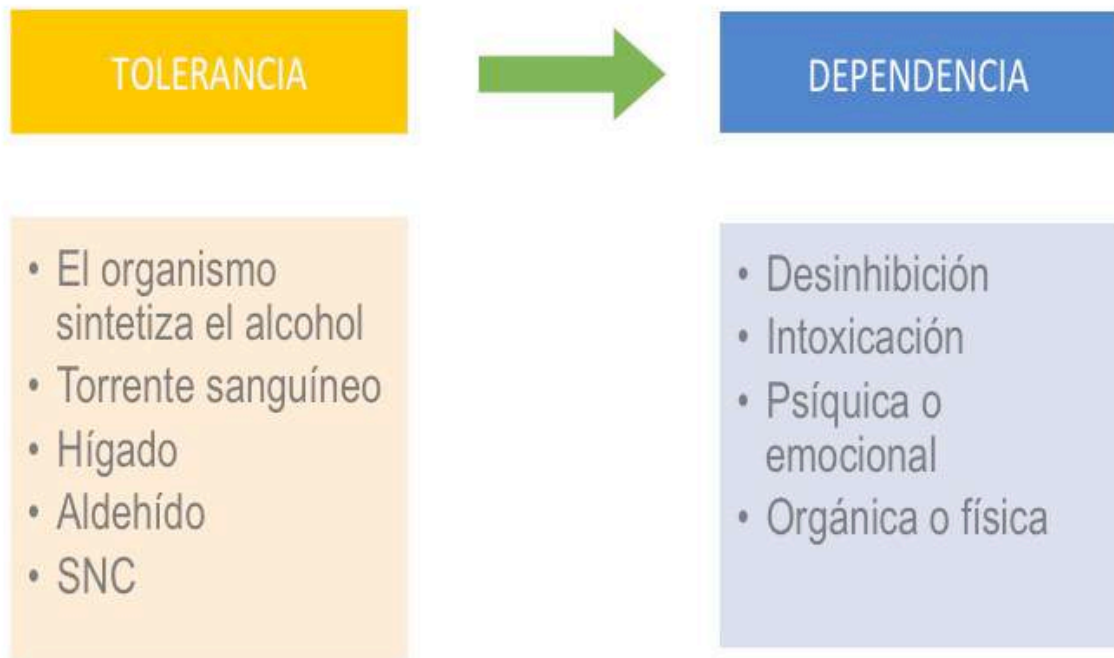 TOLERANCIA
DEPENDENCIA
• El organismo
sintetiza el alcohol
• Torrente sanguíneo
• Hígado
• Aldehído
• SNC
• Desinhibición
• Intoxicación
• Psíquica o
emocional
• Orgánica o física